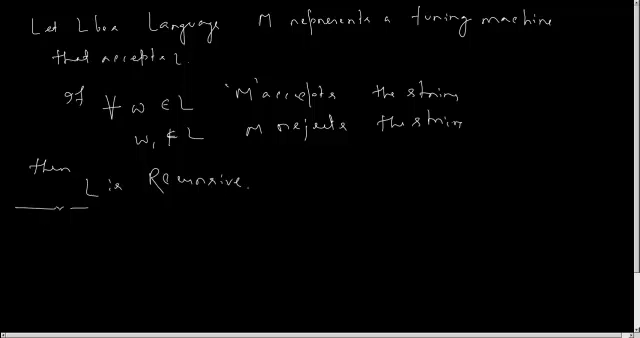 Let L be a Language M represents a turing machine
that accepts L.
If ∀ w ∈ L 'M' accepts the string
w, ∉ L M rejects the string
then
L is Recursive.